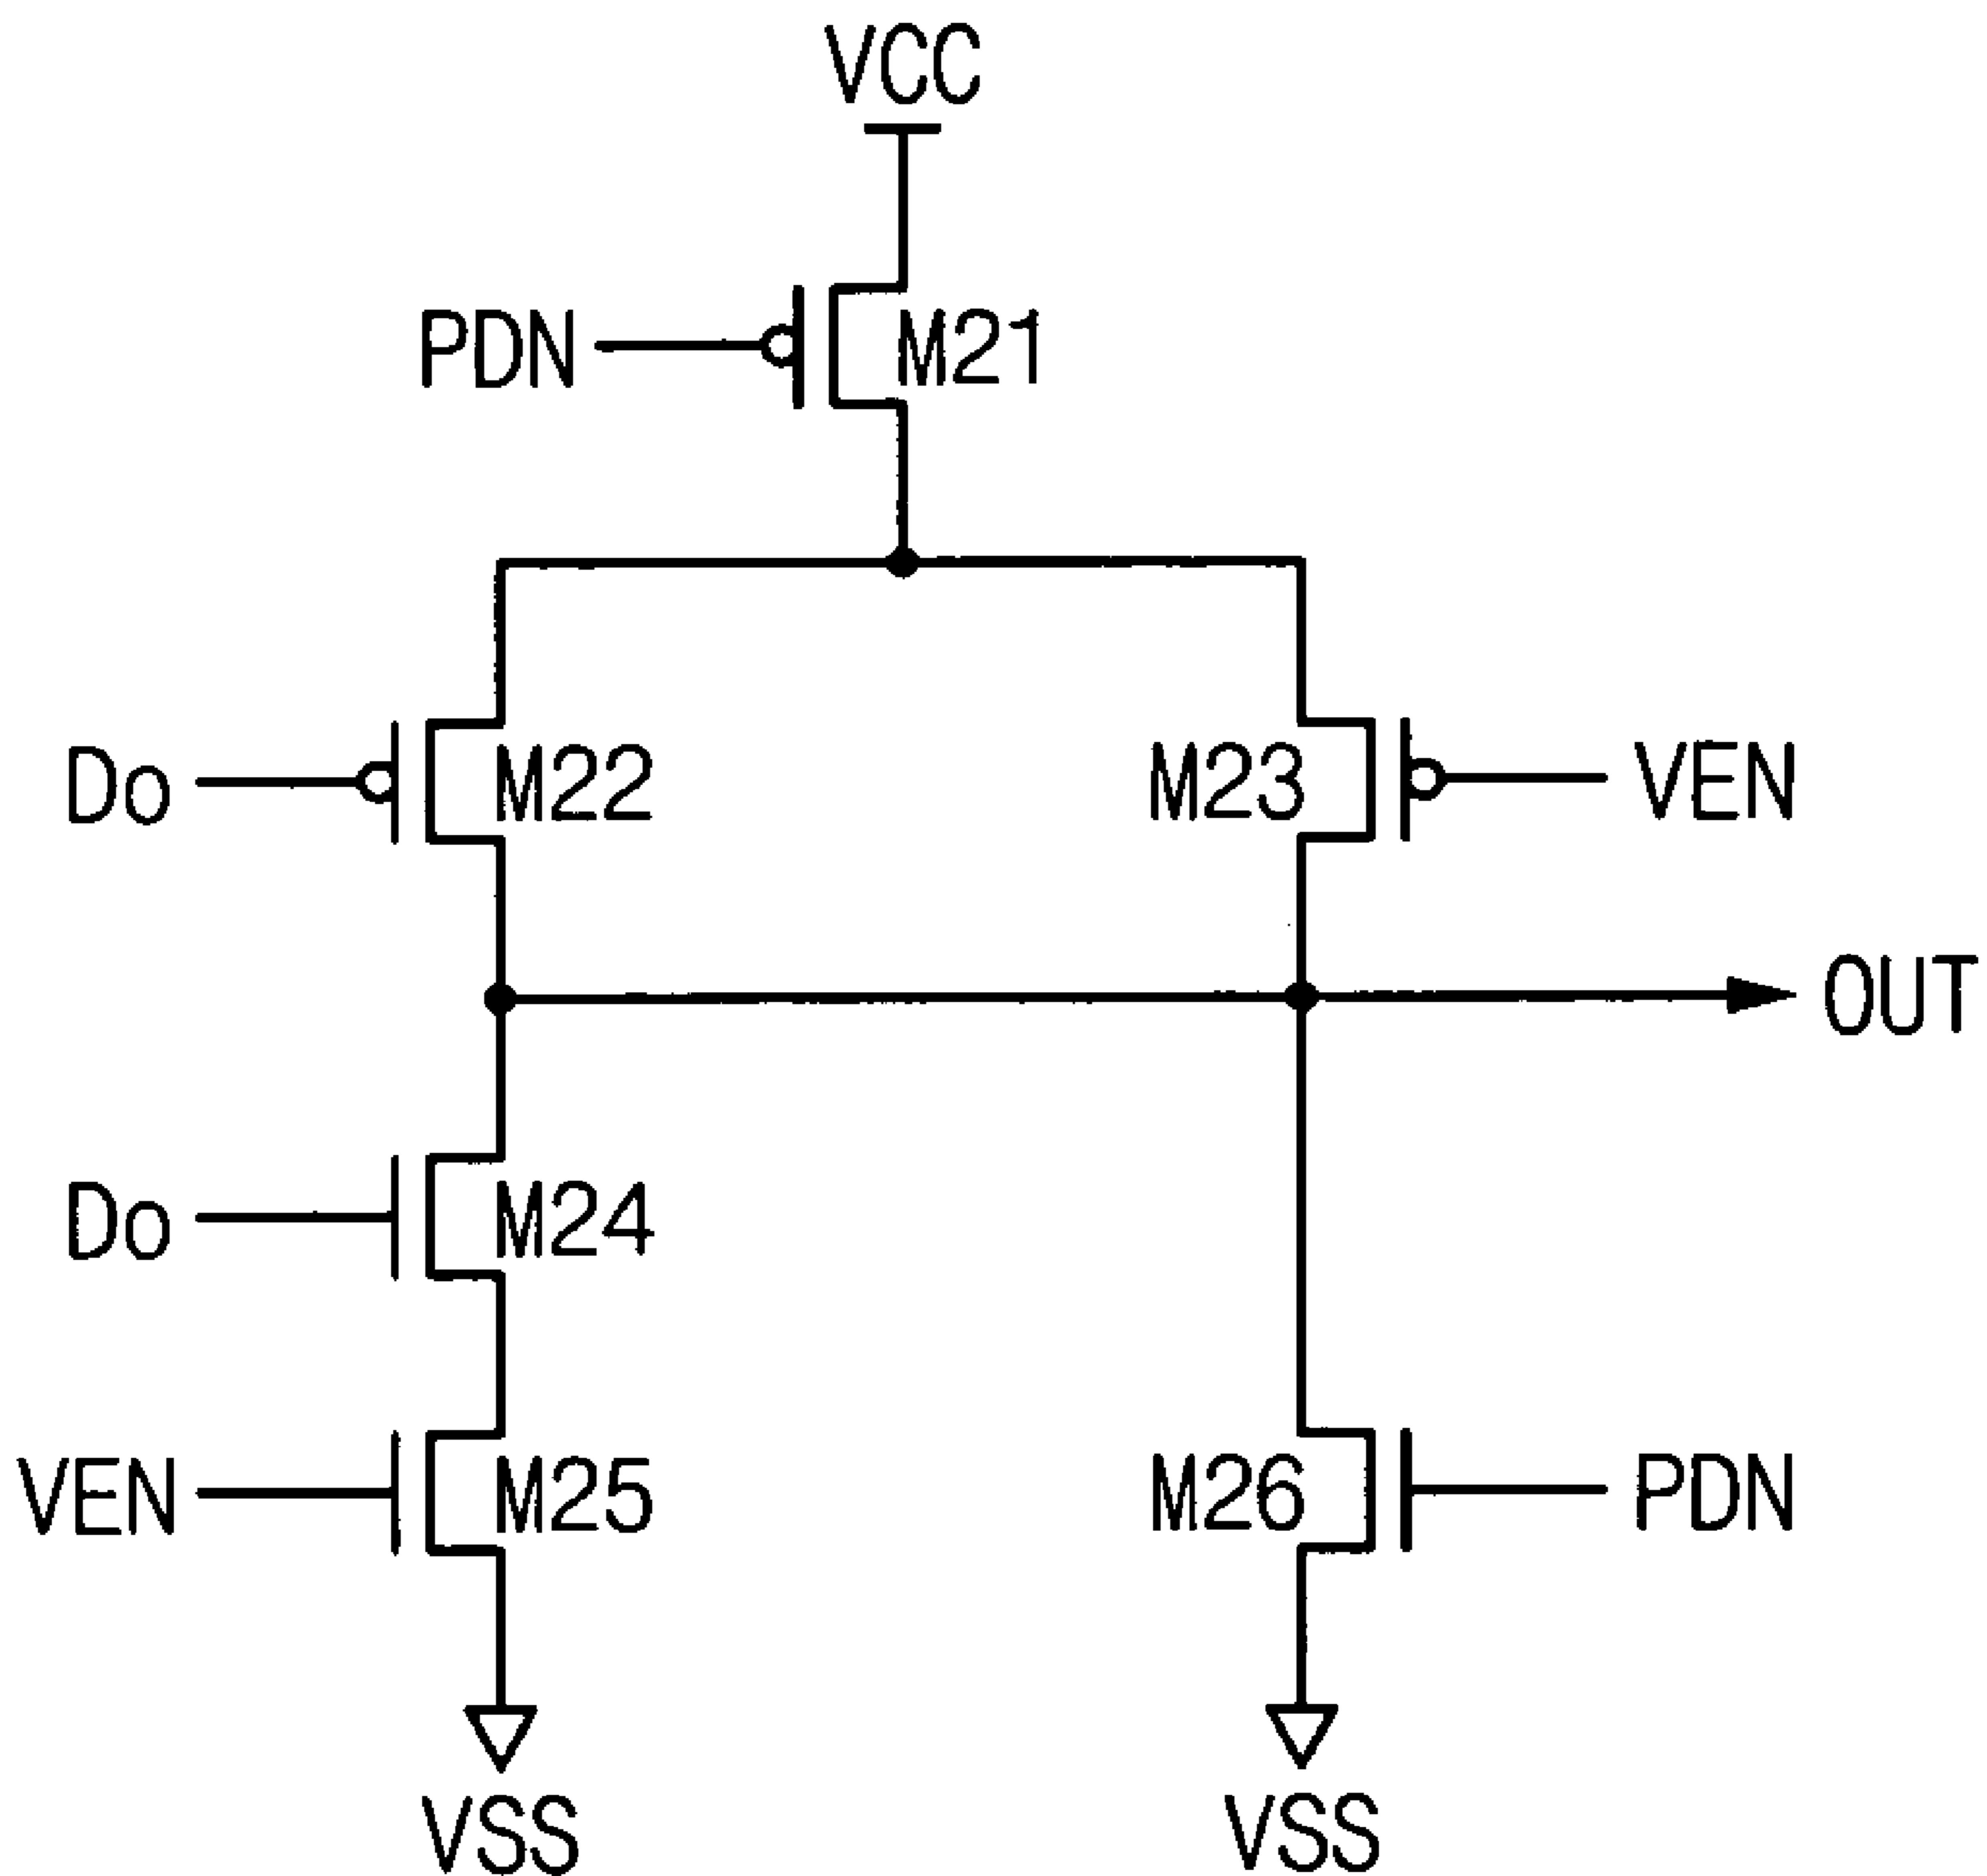 VCC
PDN M21
Do M22 M23 VEN
OUT
Do M24
VEN M25 M26 PDN
VSS VSS